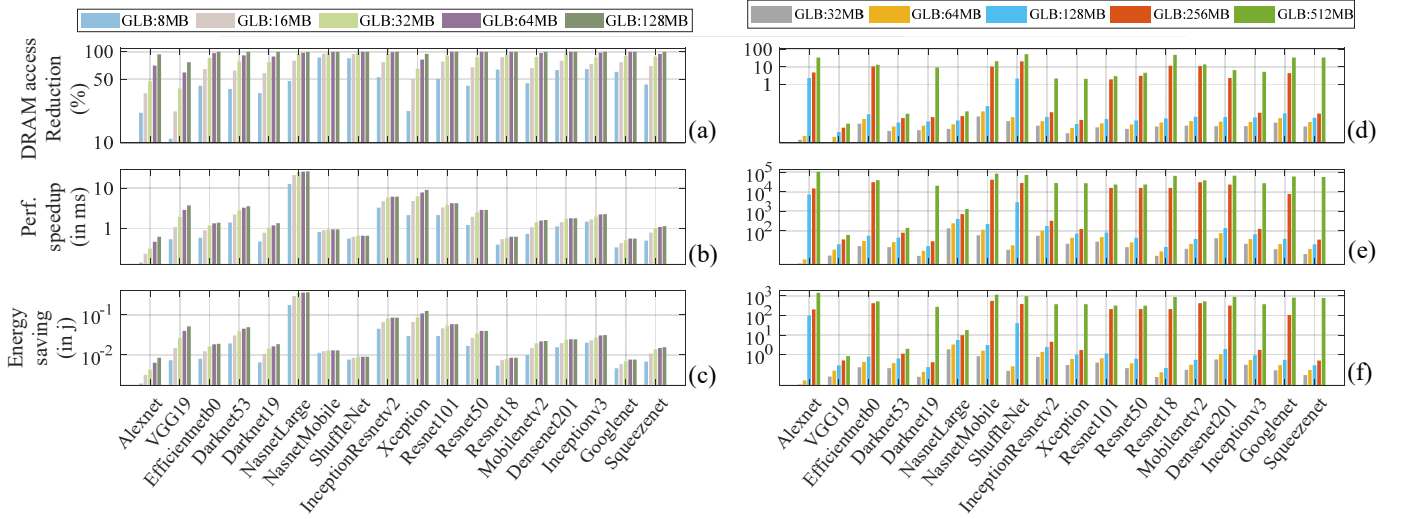 GLB:8MB GLB:16MB GLB:32MB GLB:64MB GLB:128MB
DRAM access
Reduction
(%)
100
50
10
(a)
Perf.
speedup
(in ms)
10
1
(b)
Energy
saving
(in j)
10-1
10-2
(c)
Alexnet
VGG19
Efficientnetb0
Darknet53
Darknet19
NasnetLarge
NasnetMobile
ShuffleNet
InceptionResnetv2
Xception
Resnet101
Resnet50
Resnet18
Mobilenetv2
Densenet201
Inceptionv3
Googlenet
Squeezenet
GLB:32MB GLB:64MB GLB:128MB GLB:256MB GLB:512MB
100
10
1
(d)
10^5
10^4
10^3
10^2
(e)
10^3
10^2
10^1
10^0
(f)
Alexnet
VGG19
Efficientnetb0
Darknet53
Darknet19
NasnetLarge
NasnetMobile
ShuffleNet
InceptionResnetv2
Xception
Resnet101
Resnet50
Resnet18
Mobilenetv2
Densenet201
Inceptionv3
Googlenet
Squeezenet